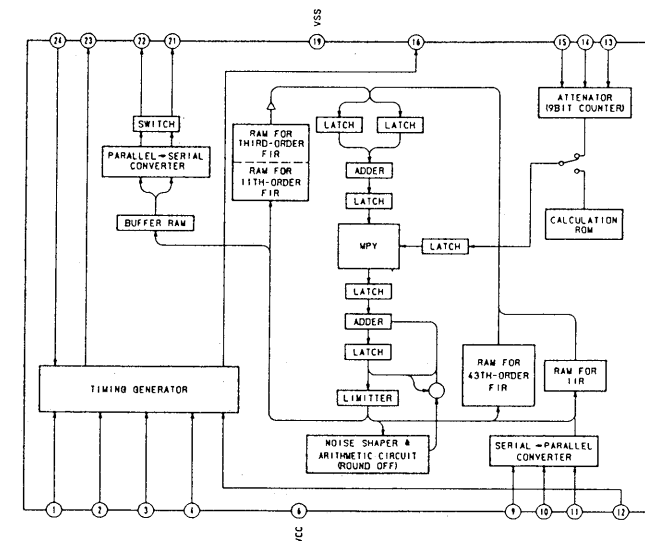 VSS
24
23
22
21
19
16
15
14
13
SWITCH
PARALLEL→SERIAL
CONVERTER
BUFFER RAM
RAM FOR
THIRD-ORDER
FIR
RAM FOR
11TH-ORDER
FIR
LATCH
LATCH
ADDER
LATCH
MPY
LATCH
LATCH
ADDER
LATCH
LIMITTER
NOISE SHAPER &
ARITHMETIC CIRCUIT
(ROUND OFF)
ATTENATOR
(9BIT COUNTER)
CALCULATION
ROM
RAM FOR
43TH-ORDER
FIR
RAM FOR
IIR
SERIAL→PARALLEL
CONVERTER
TIMING GENERATOR
1
2
3
4
6
9
10
11
12
VCC